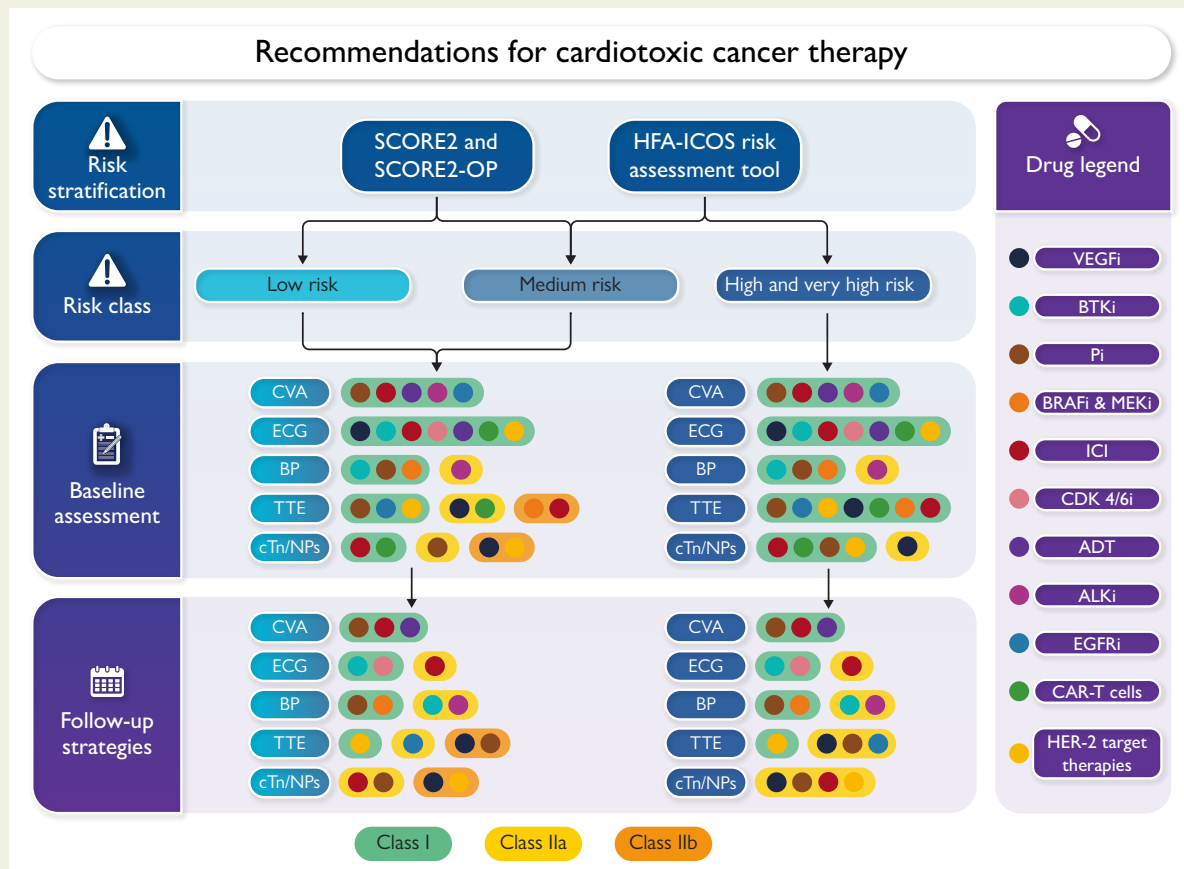 Recommendations for cardiotoxic cancer therapy
Risk
stratification
SCORE2 and
SCORE2-OP
HFA-ICOS risk
assessment tool
Risk class
Low risk
Medium risk
High and very high risk
Baseline
assessment
CVA
ECG
BP
TTE
cTn/NPs
CVA
ECG
BP
TTE
cTn/NPs
Follow-up
strategies
CVA
ECG
BP
TTE
cTn/NPs
CVA
ECG
BP
TTE
cTn/NPs
Class I
Class IIa
Class IIb
Drug legend
VEGFi
BTKi
Pi
BRAFi & MEKi
ICI
CDK 4/6i
ADT
ALKi
EGFRi
CAR-T cells
HER-2 target
therapies